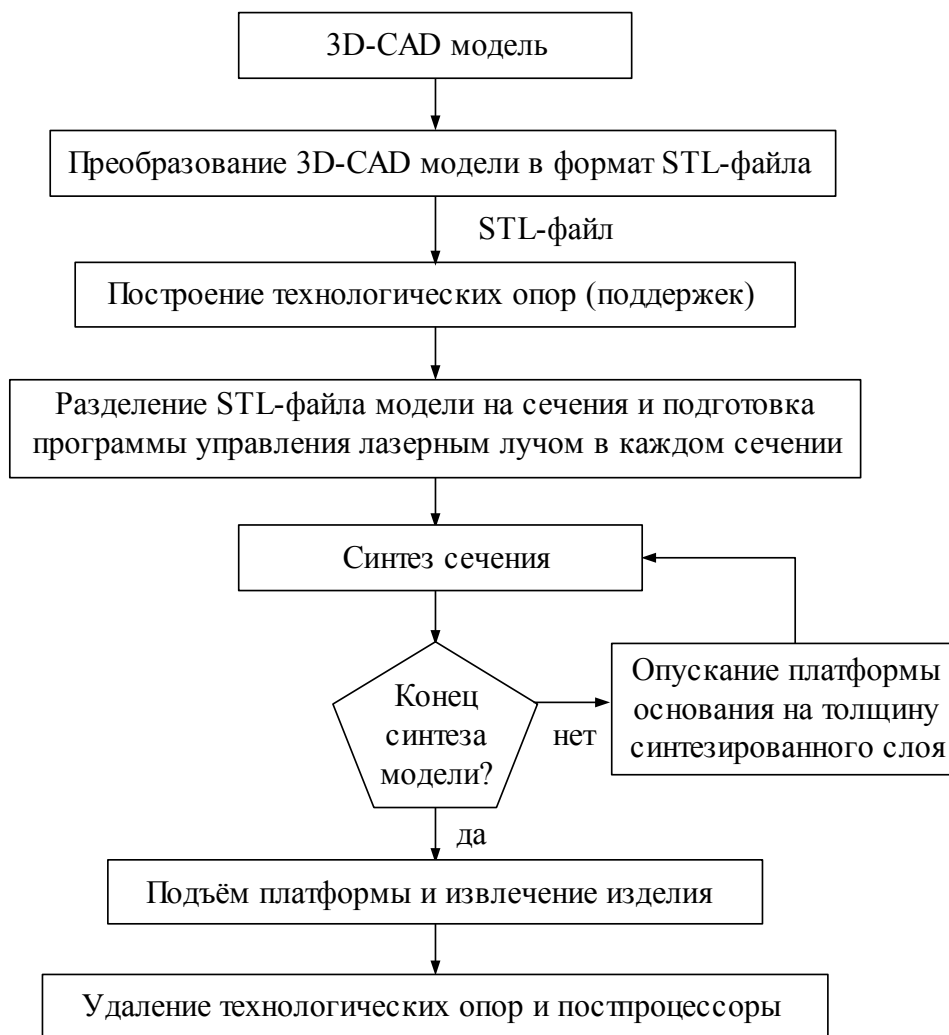 3D-CAD модель
Преобразование 3D-CAD модели в формат STL-файла
STL-файл
Построение технологических опор (поддержек)
Разделение STL-файла модели на сечения и подготовка
программы управления лазерным лучом в каждом сечении
Синтез сечения
Конец
синтеза
модели?
нет
Опускание платформы
основания на толщину
синтезированного слоя
да
Подъём платформы и извлечение изделия
Удаление технологических опор и постпроцессоры